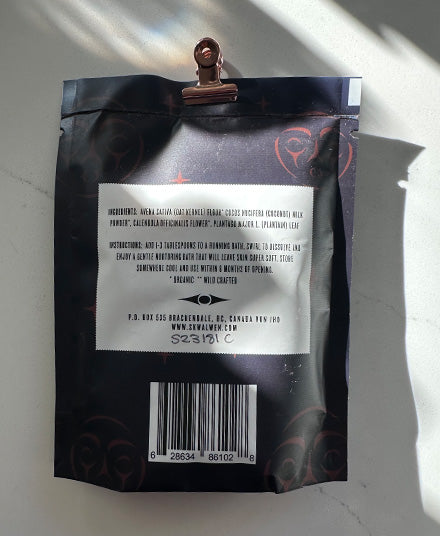 INGREDIENTS: AVENA SATIVA (OAT KERNEL) FLOUR* COCOS NUCIFERA (COCONUT) MILK
POWDER*, CALENDULA OFFICINALIS FLOWER*, PLANTAGO MAJOR L. (PLANTAIN) LEAF
INSTRUCTIONS: ADD 1-3 TABLESPOONS TO A RUNNING BATH, SWIRL TO DISSOLVE AND
ENJOY A GENTLE NURTURING BATH THAT WILL LEAVE SKIN SUPER SOFT. STORE
SOMEWHERE COOL AND USE WITHIN 6 MONTHS OF OPENING.
* ORGANIC ** WILD CRAFTED
P.O. BOX 535 BRACKENDALE, BC, CANADA V0N 1H0
WWW.SKWALWEN.COM
S23181 C
6 28634 86102 8